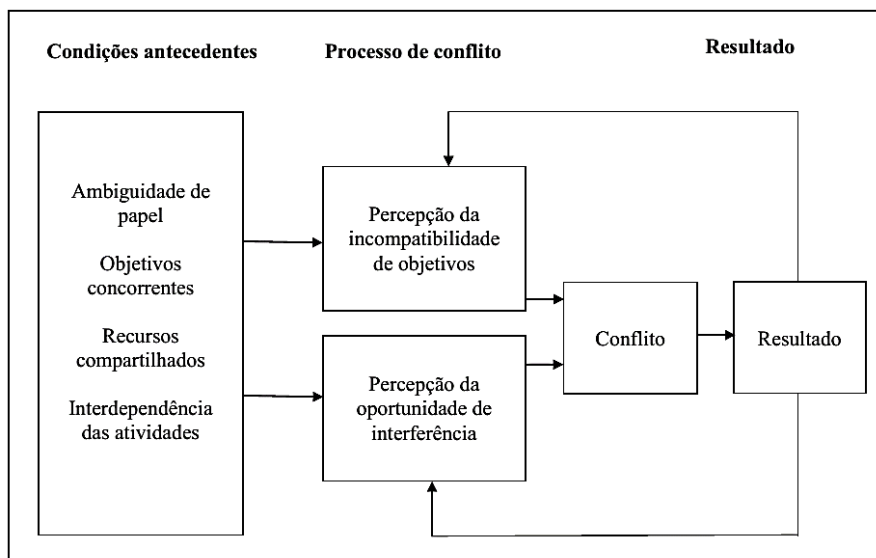 Condições antecedentes
Processo de conflito
Resultado
Ambiguidade de
papel
Objetivos
concorrentes
Recursos
compartilhados
Interdependência
das atividades
Percepção da
incompatibilidade
de objetivos
Percepção da
oportunidade de
interferência
Conflito
Resultado